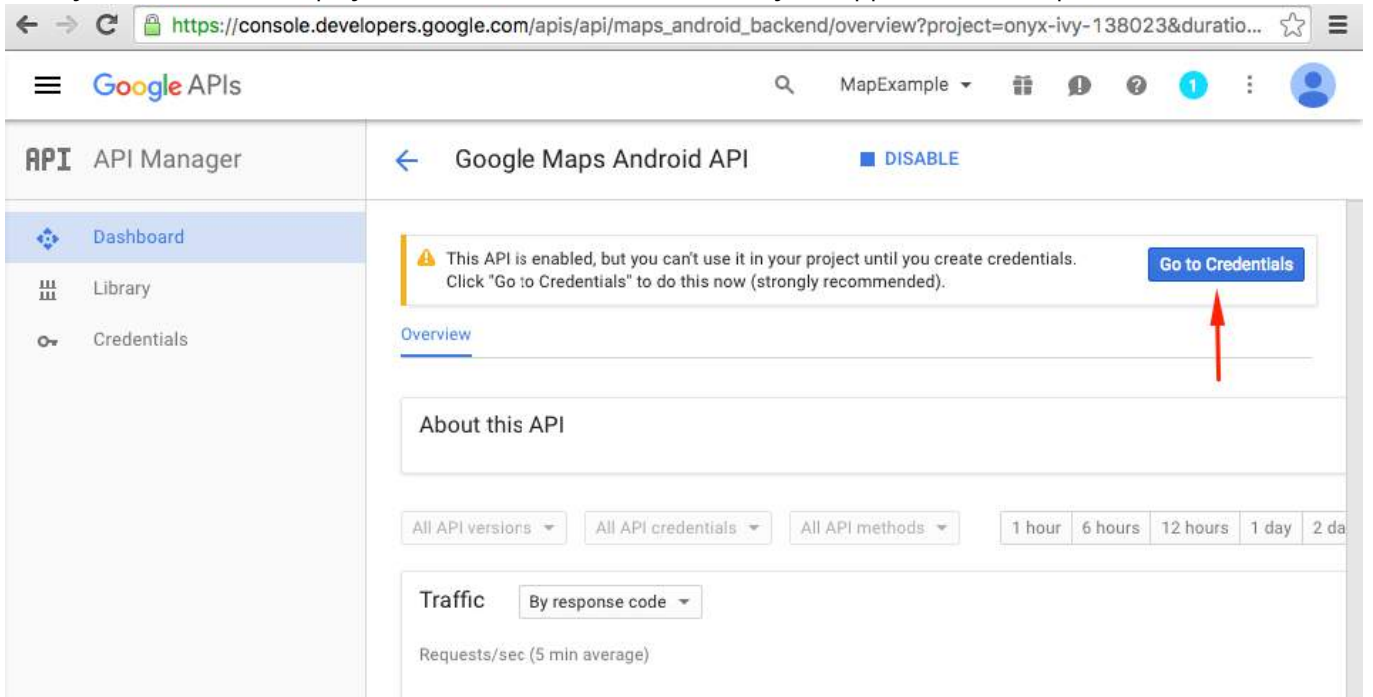 https://console.developers.google.com/apis/api/maps_android_backend/overview?project=onyx-ivy-138023&duratio...
Google APIs
MapExample
1
API API Manager
Google Maps Android API
DISABLE
Dashboard
Library
Credentials
This API is enabled, but you can't use it in your project until you create credentials.
Click "Go to Credentials" to do this now (strongly recommended).
Go to Credentials
Overview
About this API
All API versions
All API credentials
All API methods
1 hour
6 hours
12 hours
1 day
2 da
Traffic
By response code
Requests/sec (5 min average)